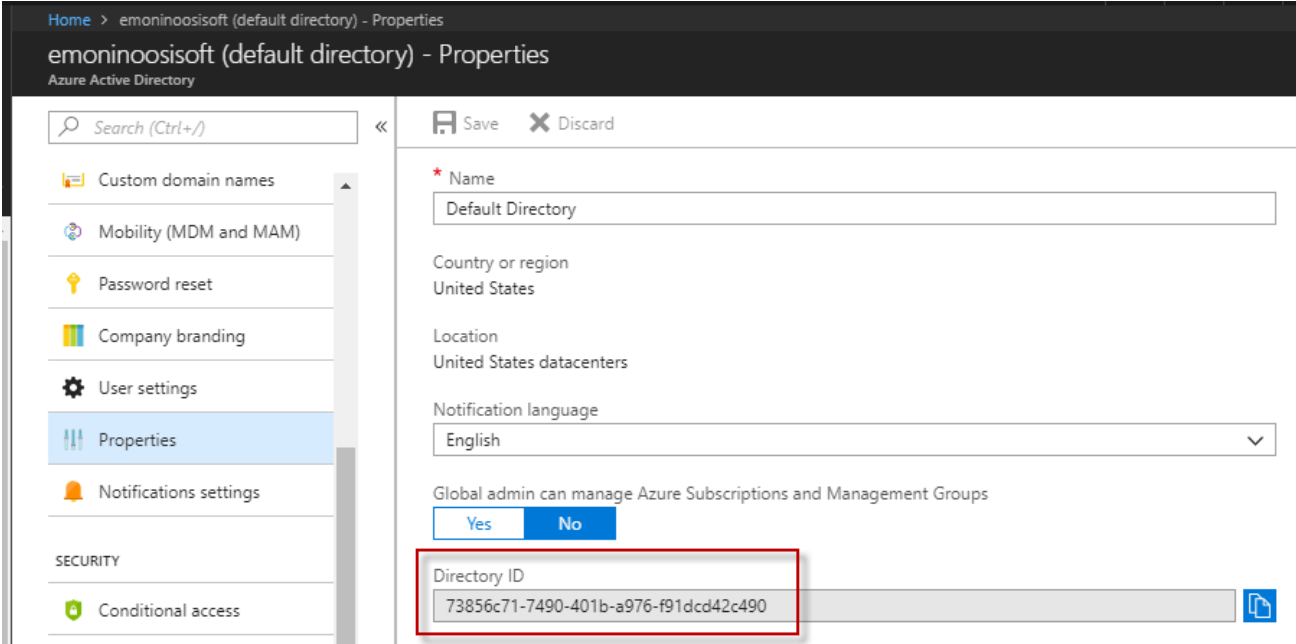 Home > emoninoosisoft (default directory) - Properties
emoninoosisoft (default directory) - Properties
Azure Active Directory
Search (Ctrl+/)
«
Custom domain names
Mobility (MDM and MAM)
Password reset
Company branding
User settings
Properties
Notifications settings
SECURITY
Conditional access
Save Discard
* Name
Default Directory
Country or region
United States
Location
United States datacenters
Notification language
English
Global admin can manage Azure Subscriptions and Management Groups
Yes No
Directory ID
73856c71-7490-401b-a976-f91dcd42c490